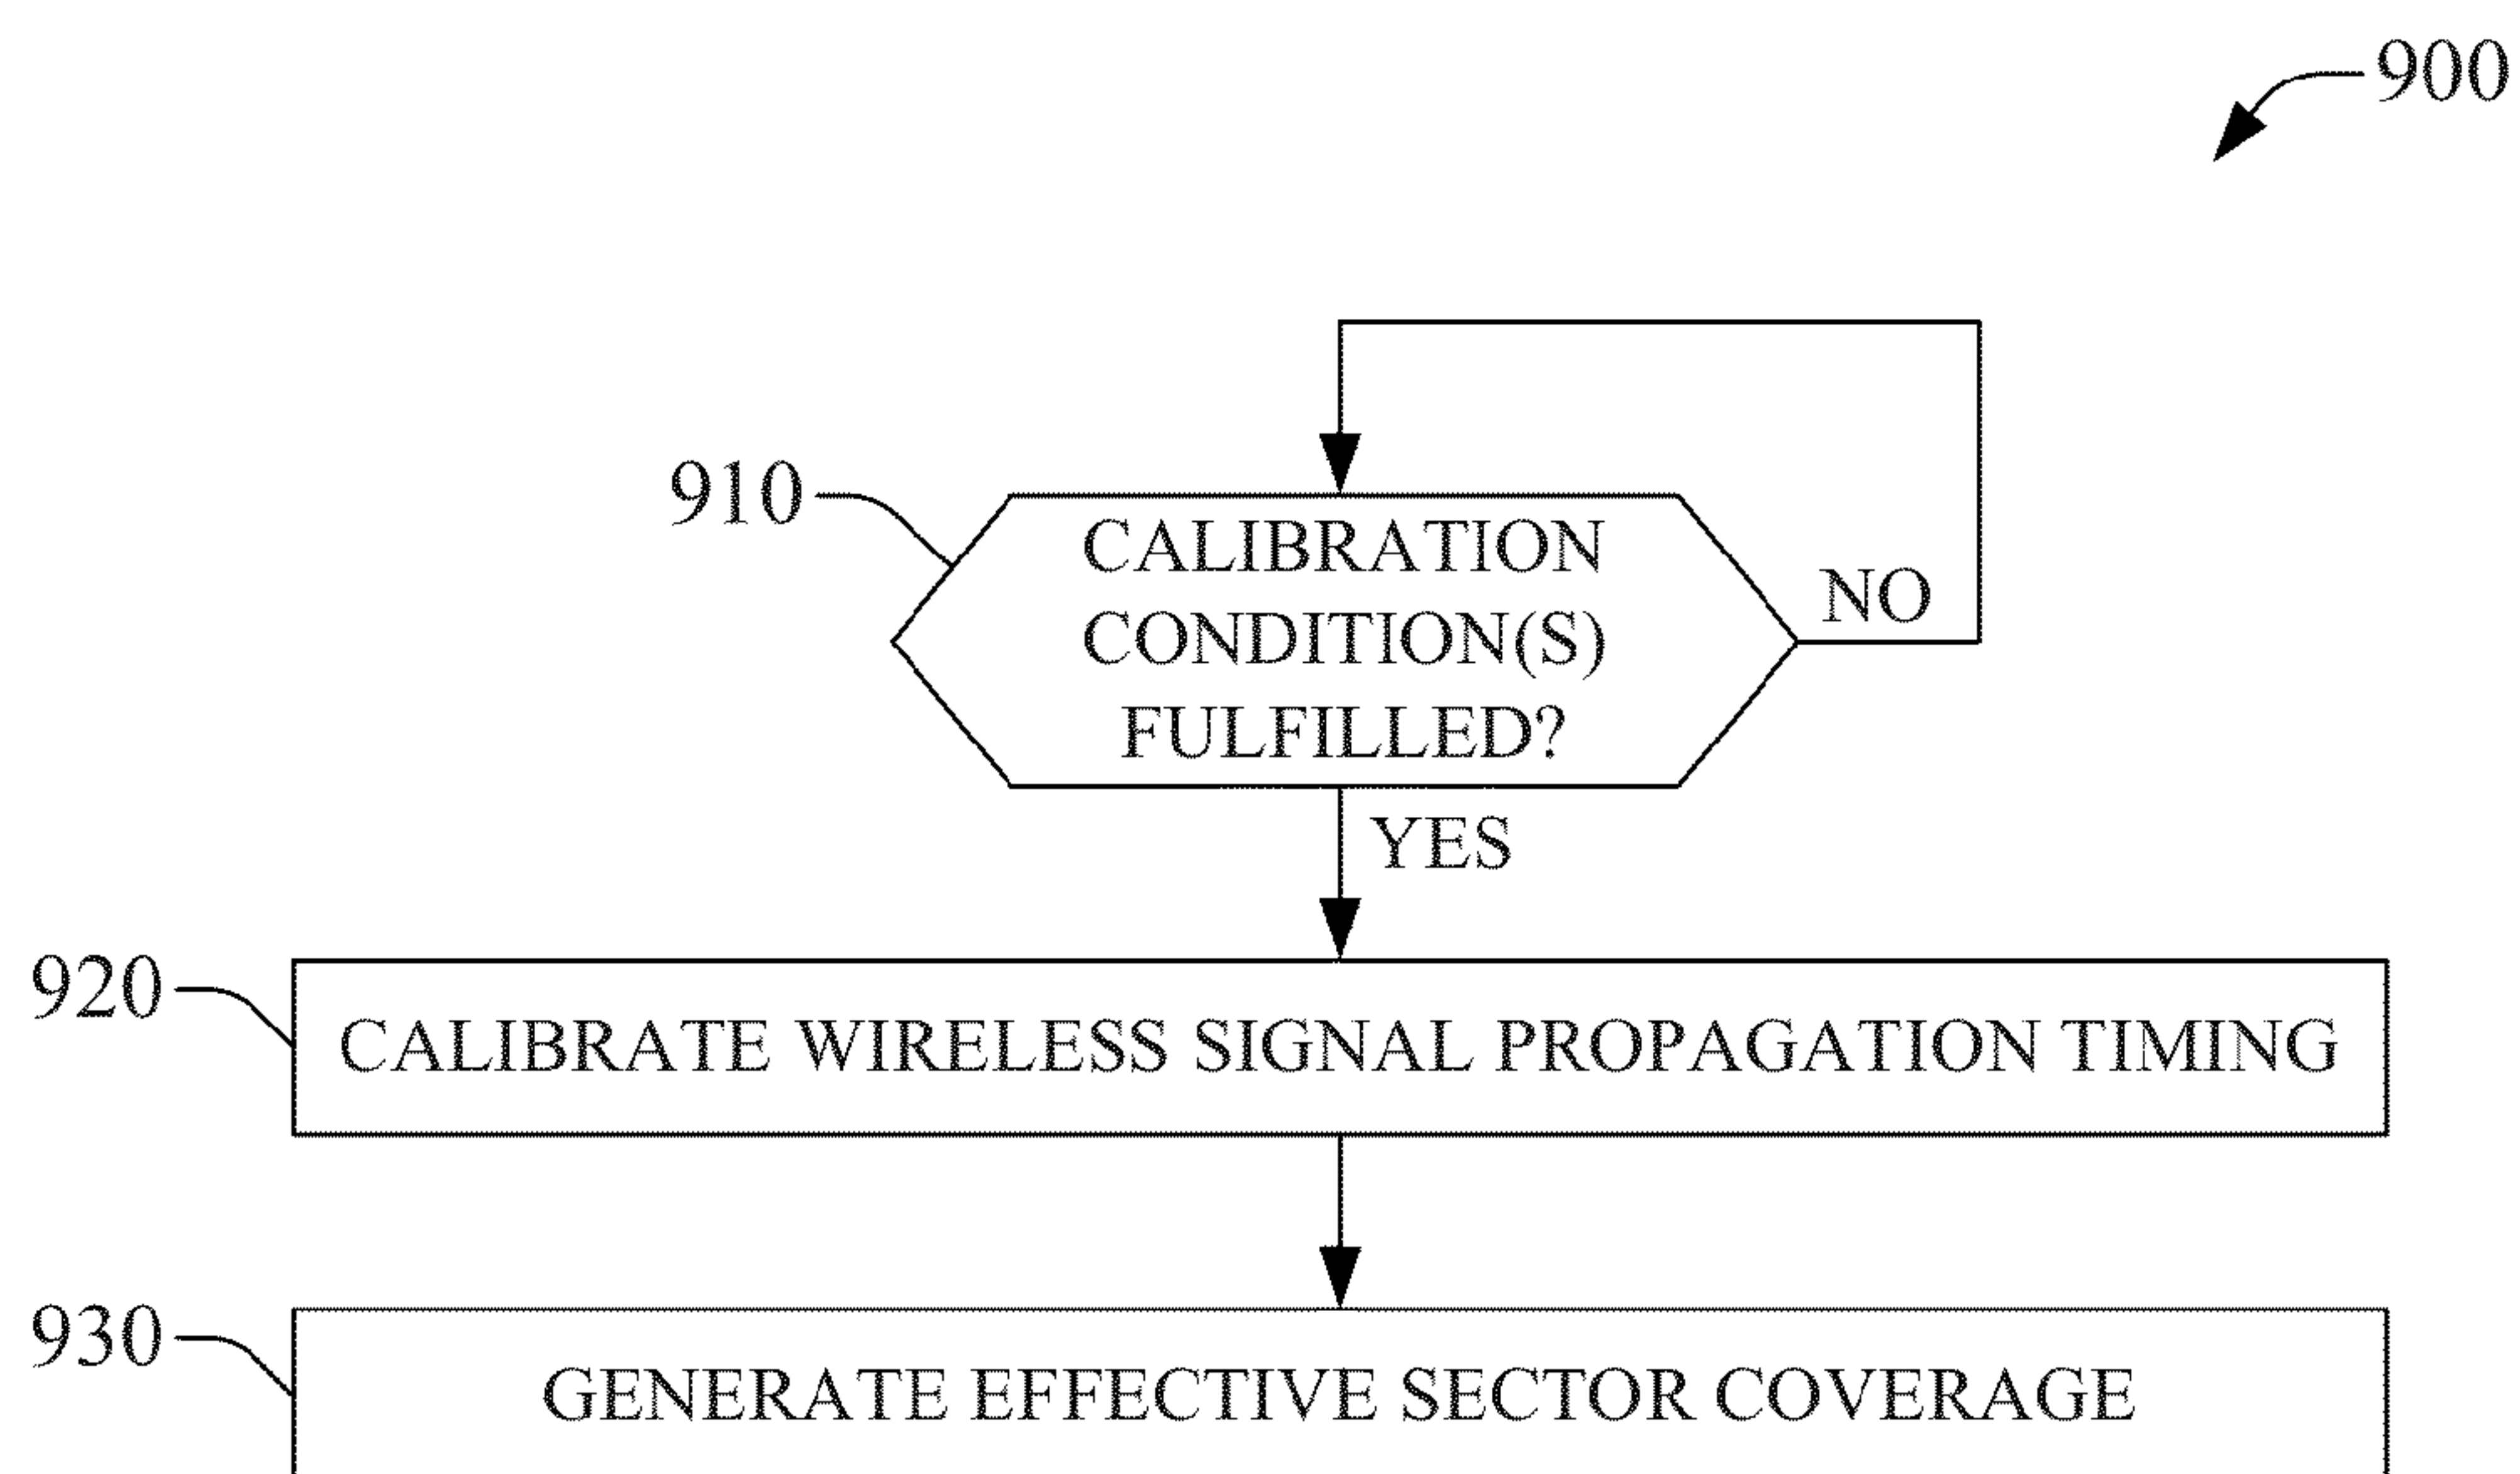 900
910
CALIBRATION
CONDITION(S)
FULFILLED?
NO
YES
920
CALIBRATE WIRELESS SIGNAL PROPAGATION TIMING
930
GENERATE EFFECTIVE SECTOR COVERAGE